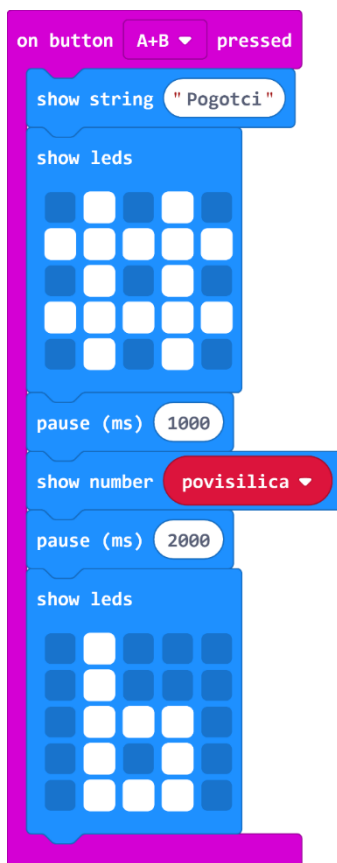 on button A+B pressed
show string "Pogotci"
show leds
pause (ms) 1000
show number povisilica
pause (ms) 2000
show leds